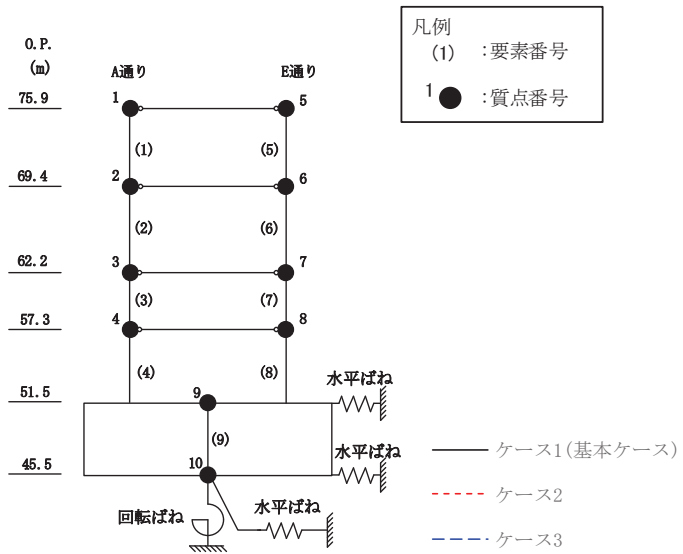 凡例
(1) :要素番号
1 :質点番号
O.P.
(m)
A通り E通り
75.9 1 5
(1) (5)
69.4 2 6
(2) (6)
62.2 3 7
(3) (7)
57.3 4 8
(4) (8)
水平ばね
51.5 9
(9)
水平ばね
45.5 10
ケース1(基本ケース)
水平ばね
回転ばね
ケース2
ケース3